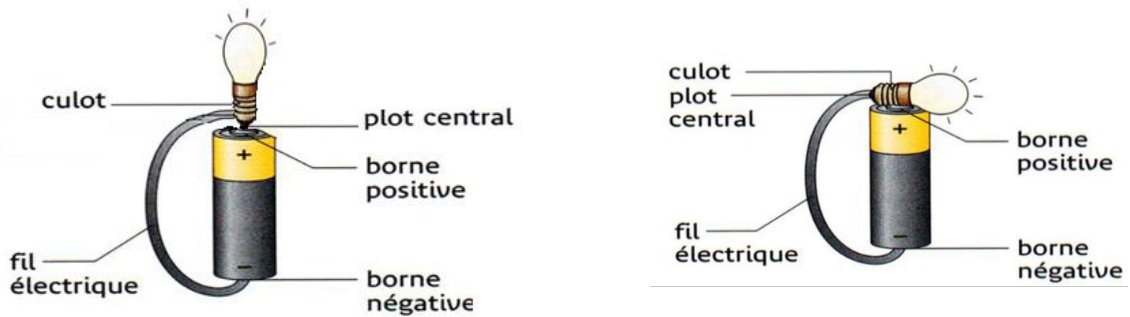 culot
plot central
+
borne
positive
fil
électrique
−
borne
négative
culot
plot
central
+
borne
positive
fil
électrique
−
borne
négative